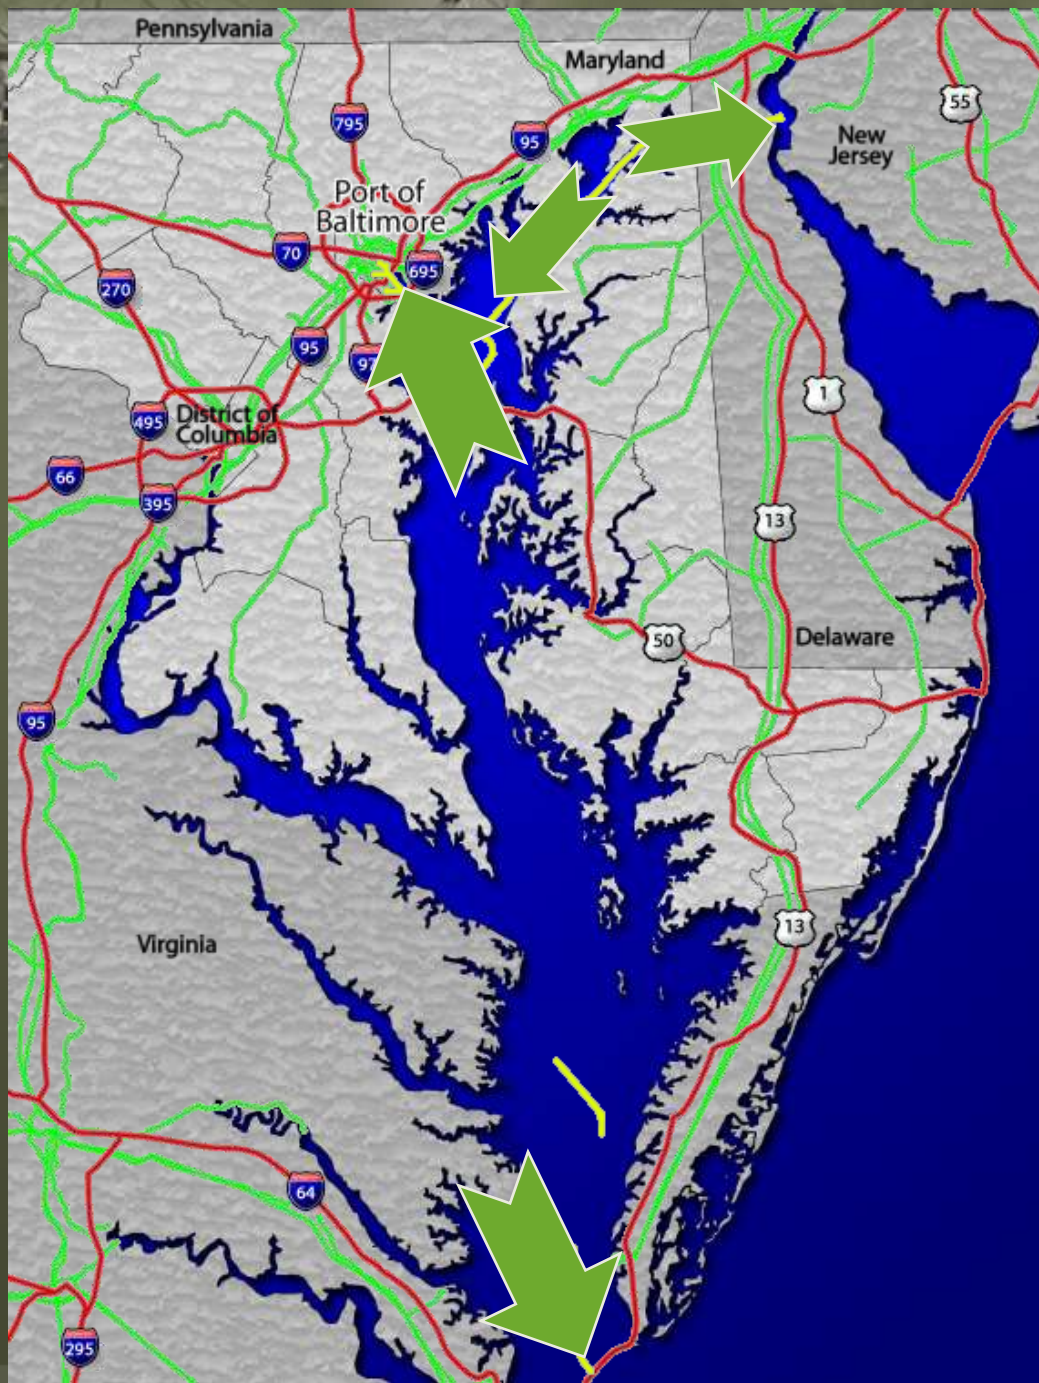 Pennsylvania
Maryland
55
795
95
New
Jersey
Port of
Baltimore
70
695
270
95
97
1
495
District of
Columbia
66
395
13
50
Delaware
95
13
Virginia
64
295